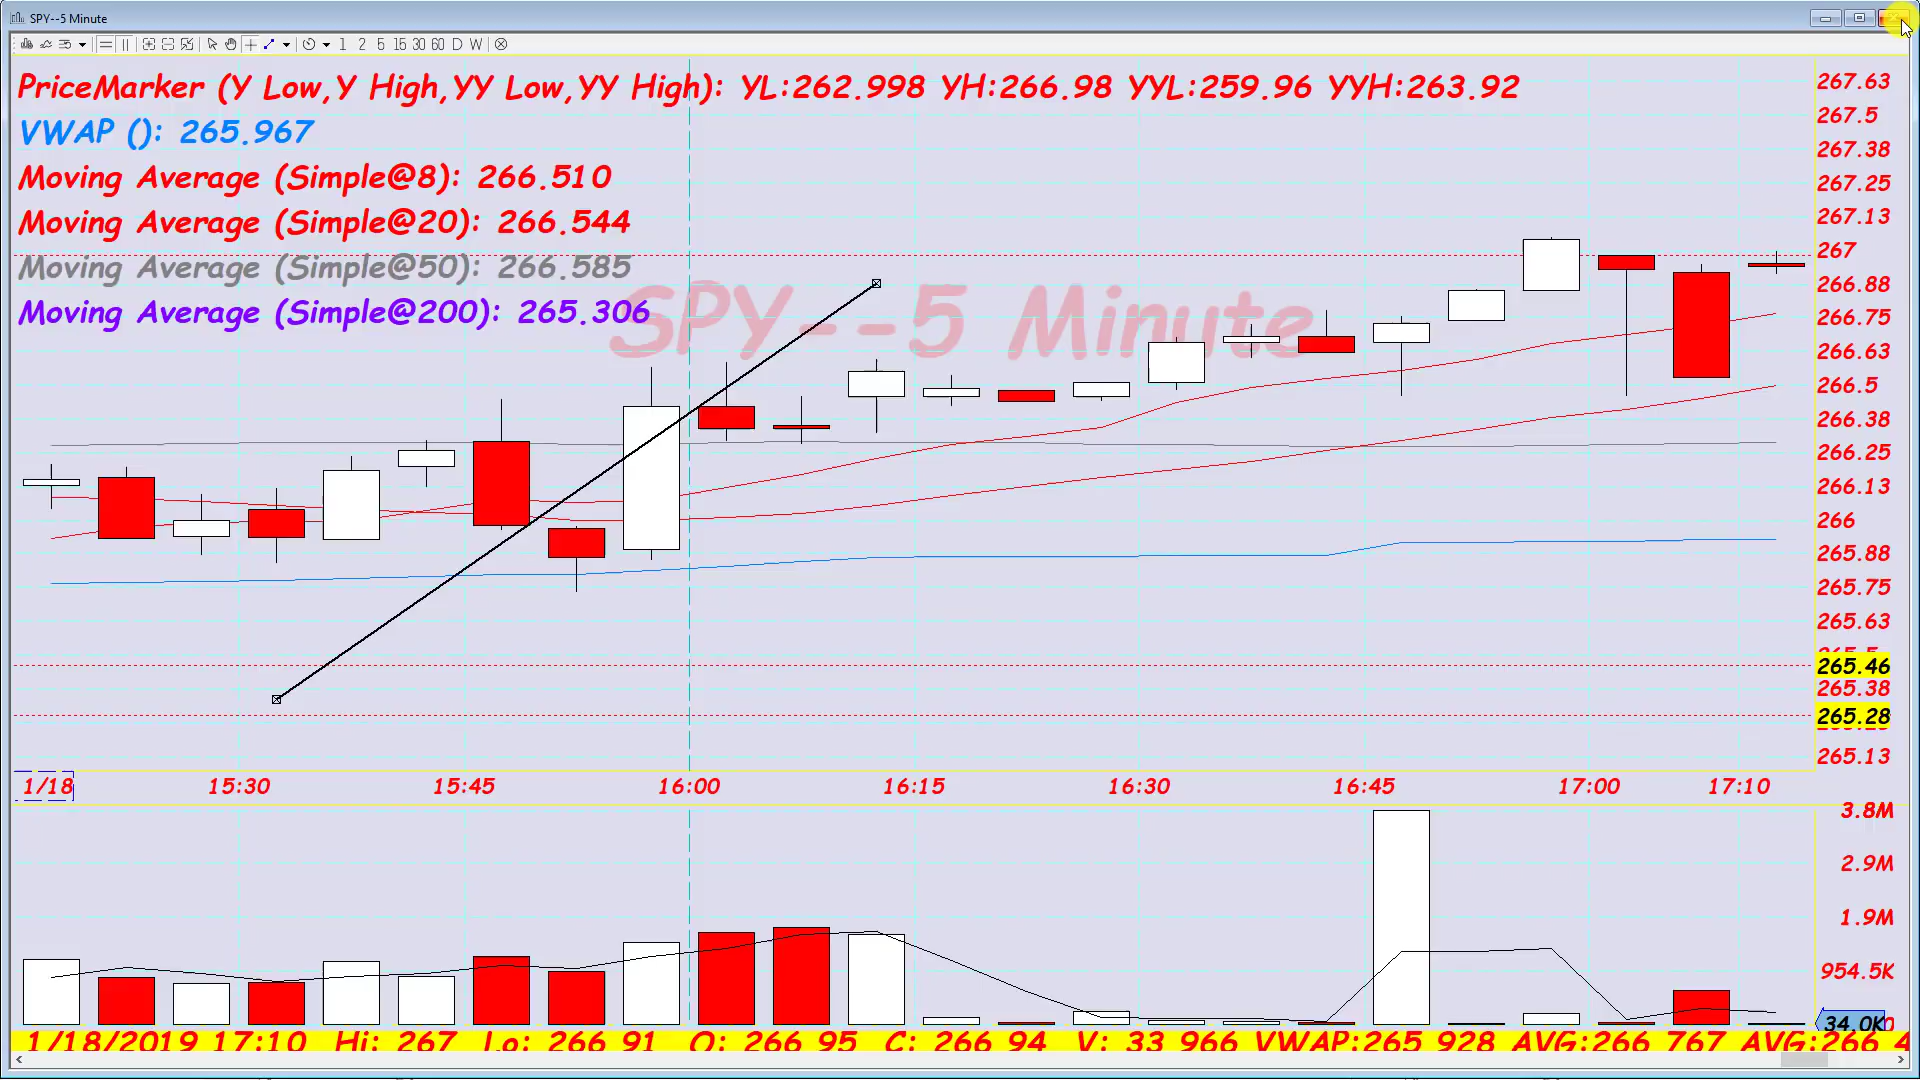 SPY--5 Minute
1 2 5 15 30 60 D W
PriceMarker (Y Low,Y High,YY Low,YY High): YL:262.998 YH:266.98 YYL:259.96 YYH:263.92
VWAP (): 265.967
Moving Average (Simple@8): 266.510
Moving Average (Simple@20): 266.544
Moving Average (Simple@50): 266.585
Moving Average (Simple@200): 265.306
SPY--5 Minute
267.63
267.5
267.38
267.25
267.13
267
266.88
266.75
266.63
266.5
266.38
266.25
266.13
266
265.88
265.75
265.63
265.46
265.38
265.28
265.13
1/18 15:30 15:45 16:00 16:15 16:30 16:45 17:00 17:10
3.8M
2.9M
1.9M
954.5K
34.0K
1/18/2019 17:10 Hi: 267 Lo: 266 91 O: 266 95 C: 266 94 V: 33 966 VWAP:265 928 AVG:266 767 AVG:266 4